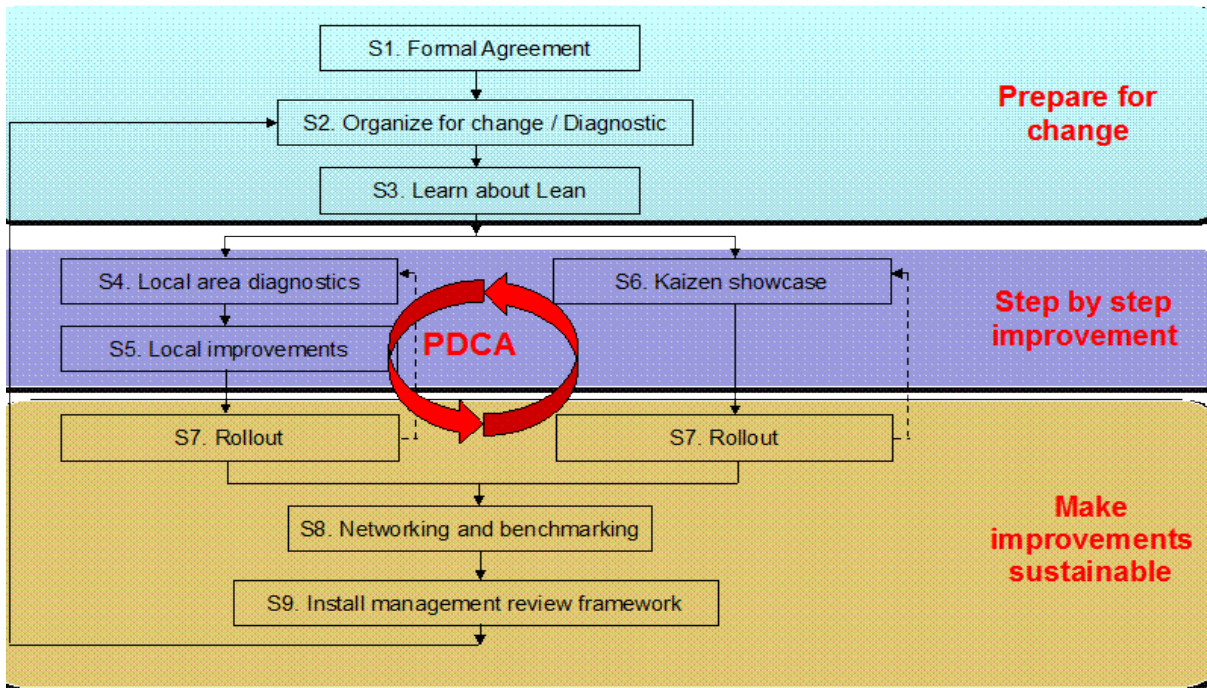 S1. Formal Agreement
S2. Organize for change / Diagnostic
S3. Learn about Lean
Prepare for
change
S4. Local area diagnostics
S6. Kaizen showcase
S5. Local improvements
PDCA
Step by step
improvement
S7. Rollout
S7. Rollout
S8. Networking and benchmarking
S9. Install management review framework
Make
improvements
sustainable